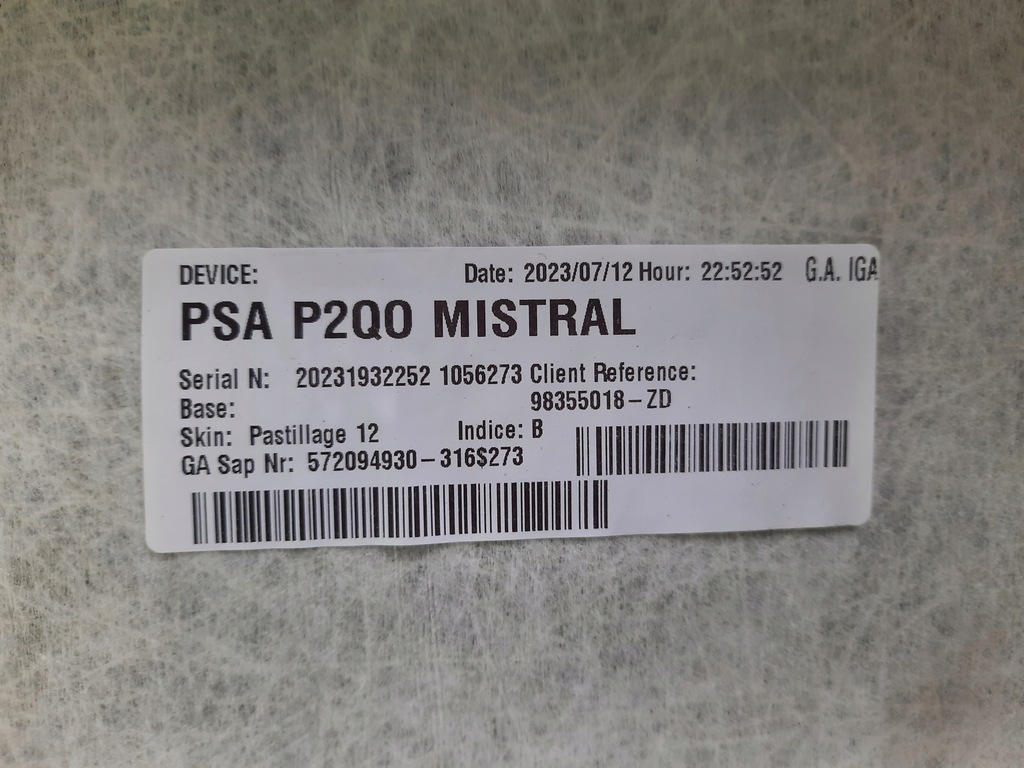 DEVICE: Date: 2023/07/12 Hour: 22:52:52 G.A. IGA
PSA P2QO MISTRAL
Serial N: 20231932252 1056273 Client Reference:
Base: 98355018-ZD
Skin: Pastillage 12 Indice: B
GA Sap Nr: 572094930-316$273